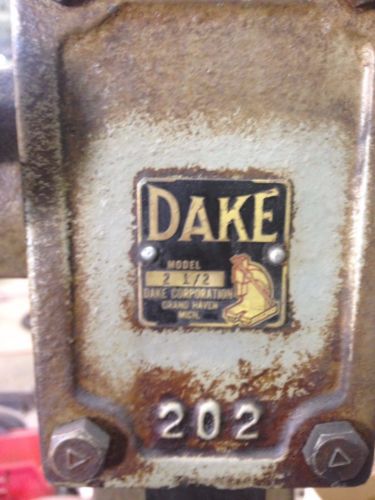 DAKE
MODEL
2 1/2
DAKE CORPORATION
GRAND HAVEN
MICH.
202